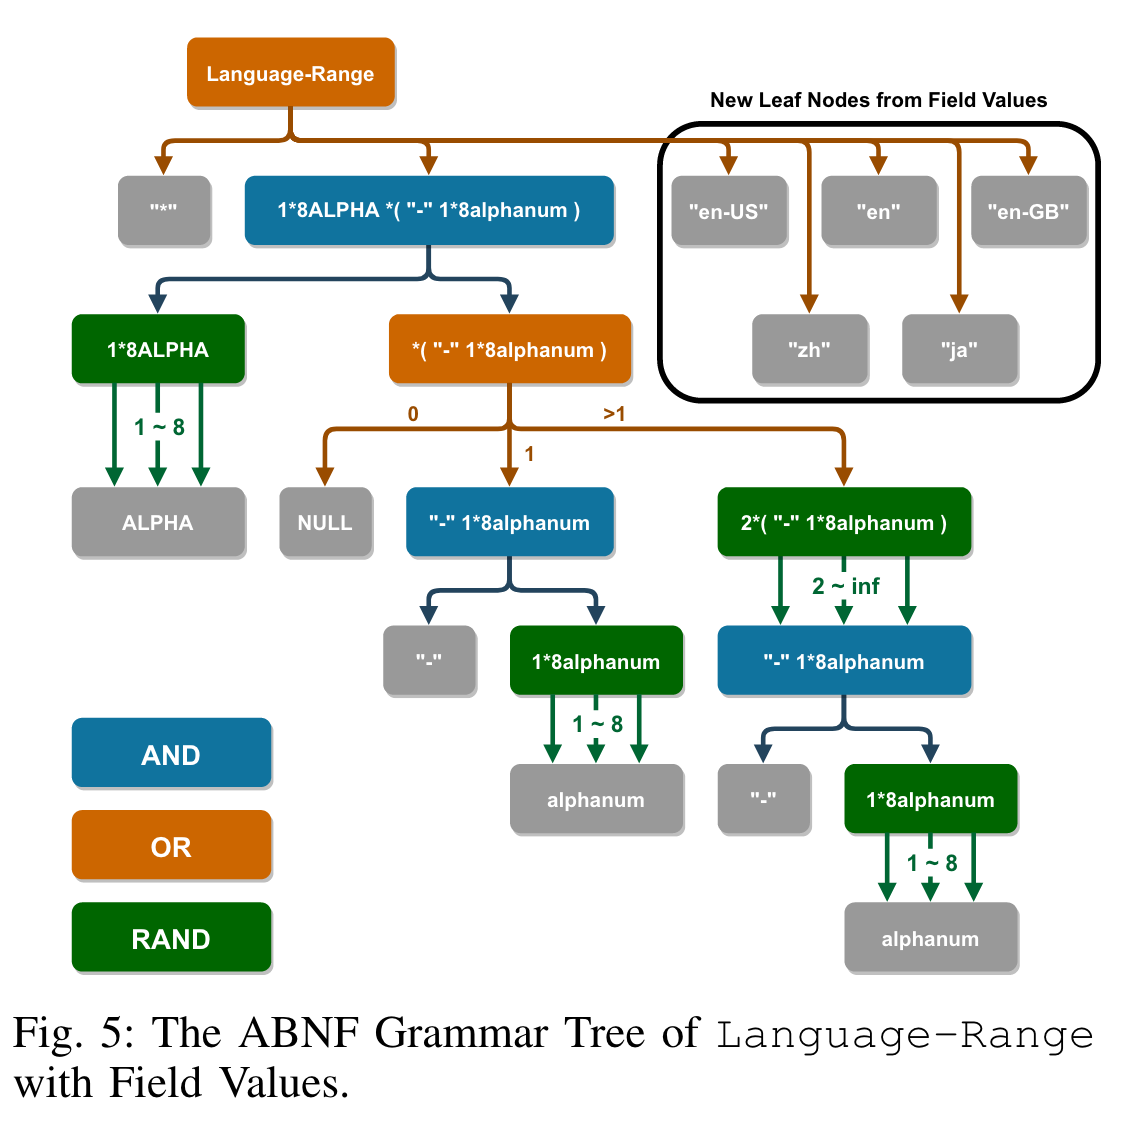 Language-Range
New Leaf Nodes from Field Values
"*"
1*8ALPHA *( "-" 1*8alphanum )
"en-US"
"en"
"en-GB"
1*8ALPHA
*( "-" 1*8alphanum )
"zh"
"ja"
0
>1
1 ~ 8
1
ALPHA
NULL
"-" 1*8alphanum
2*( "-" 1*8alphanum )
2 ~ inf
"-"
1*8alphanum
"-" 1*8alphanum
1 ~ 8
AND
alphanum
"-"
1*8alphanum
OR
1 ~ 8
RAND
alphanum
Fig. 5: The ABNF Grammar Tree of Language-Range
with Field Values.